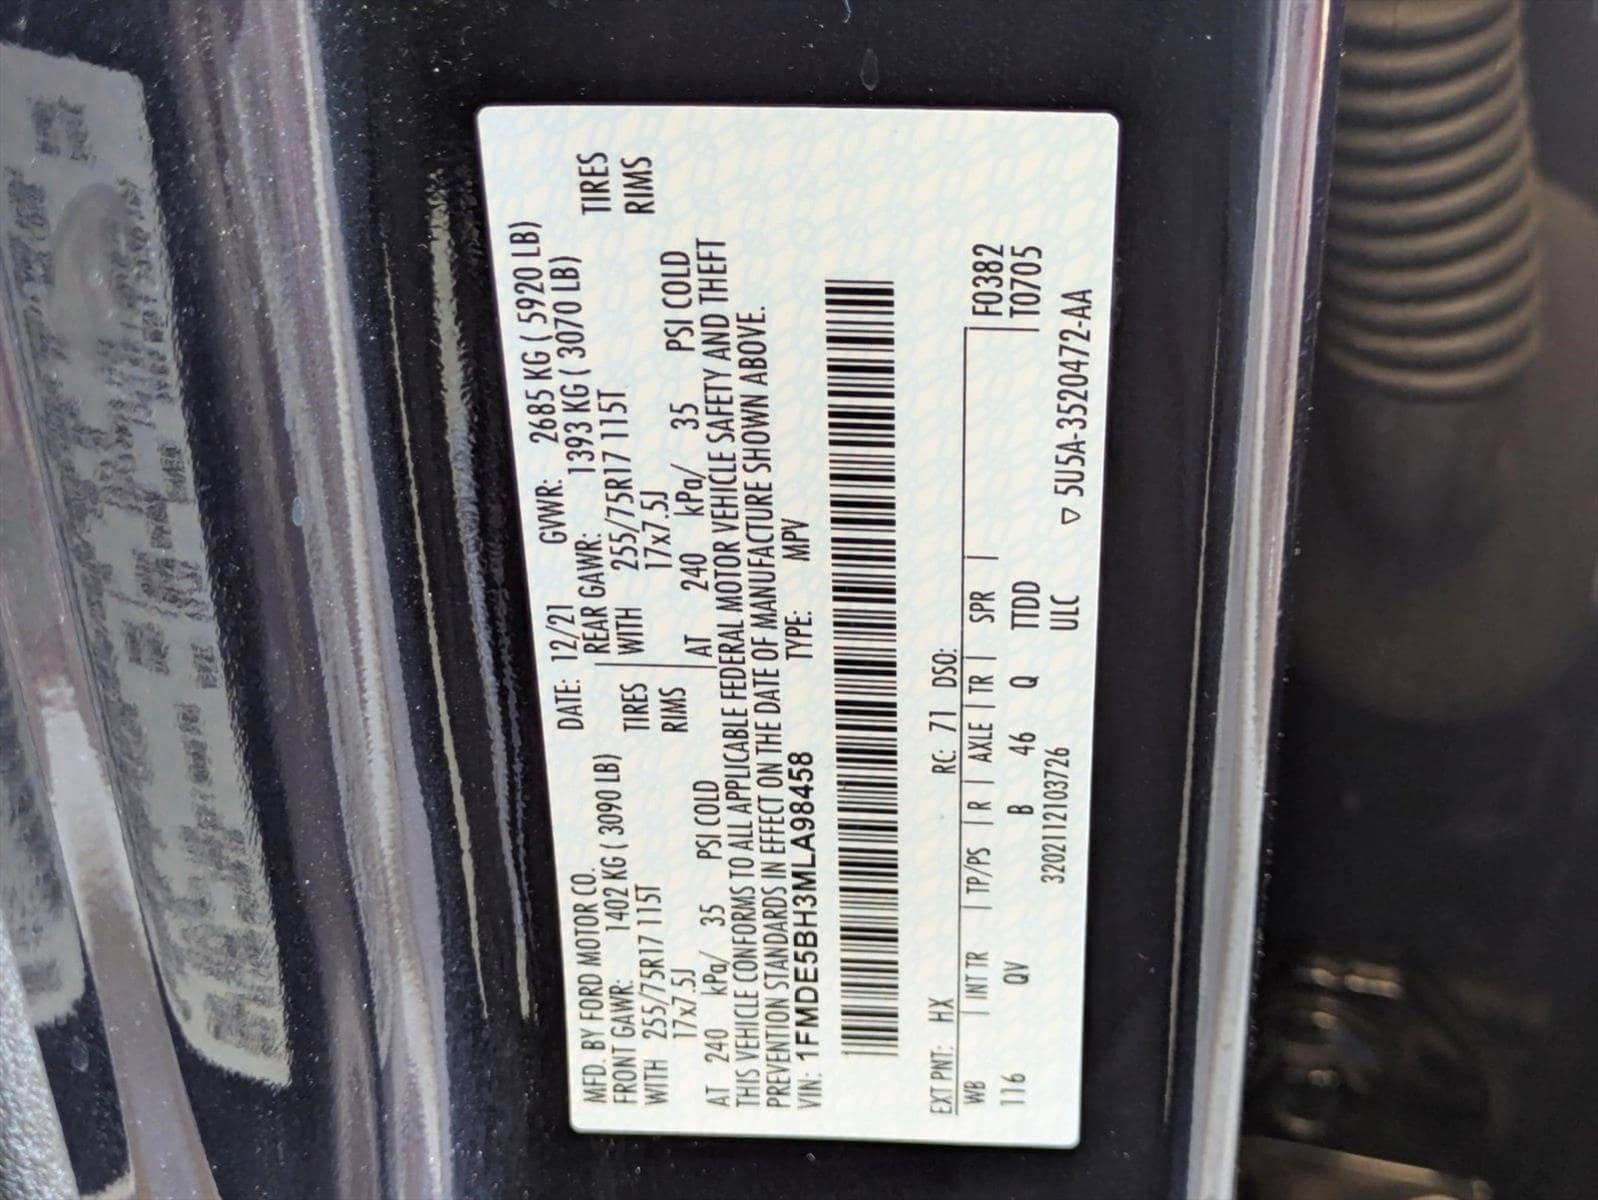 MFD. BY FORD MOTOR CO. DATE: 12/21 GVWR: 2685 KG ( 5920 LB)
FRONT GAWR: 1402 KG ( 3090 LB) REAR GAWR: 1393 KG ( 3070 LB)
WITH 255/75R17 115T TIRES WITH 255/75R17 115T TIRES
17x7.5J RIMS 17x7.5J RIMS
AT 240 kPa/ 35 PSI COLD AT 240 kPa/ 35 PSI COLD
THIS VEHICLE CONFORMS TO ALL APPLICABLE FEDERAL MOTOR VEHICLE SAFETY AND THEFT
PREVENTION STANDARDS IN EFFECT ON THE DATE OF MANUFACTURE SHOWN ABOVE.
VIN: 1FMDE5BH3MLA98458 TYPE: MPV
EXT PNT: HX RC: 71 DSO:
WB | INT TR | TP/PS | R | AXLE | TR | SPR | F0382
116 QV B 46 Q TTDD T0705
3202112103726 ULC ▽ 5U5A-3520472-AA